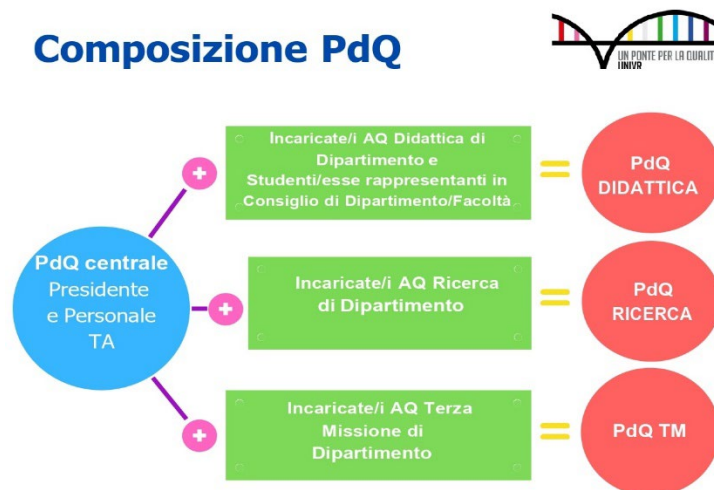 Composizione PdQ
UN PONTE PER LA QUALIT
UNIVR
Incaricate/i AQ Didattica di
Dipartimento e
Studenti/esse rappresentanti in
Consiglio di Dipartimento/Facoltà
+
=
PdQ
DIDATTICA
PdQ centrale
Presidente
e Personale
TA
+
Incaricate/i AQ Ricerca
di Dipartimento
=
PdQ
RICERCA
+
Incaricate/i AQ Terza
Missione di
Dipartimento
=
PdQ TM